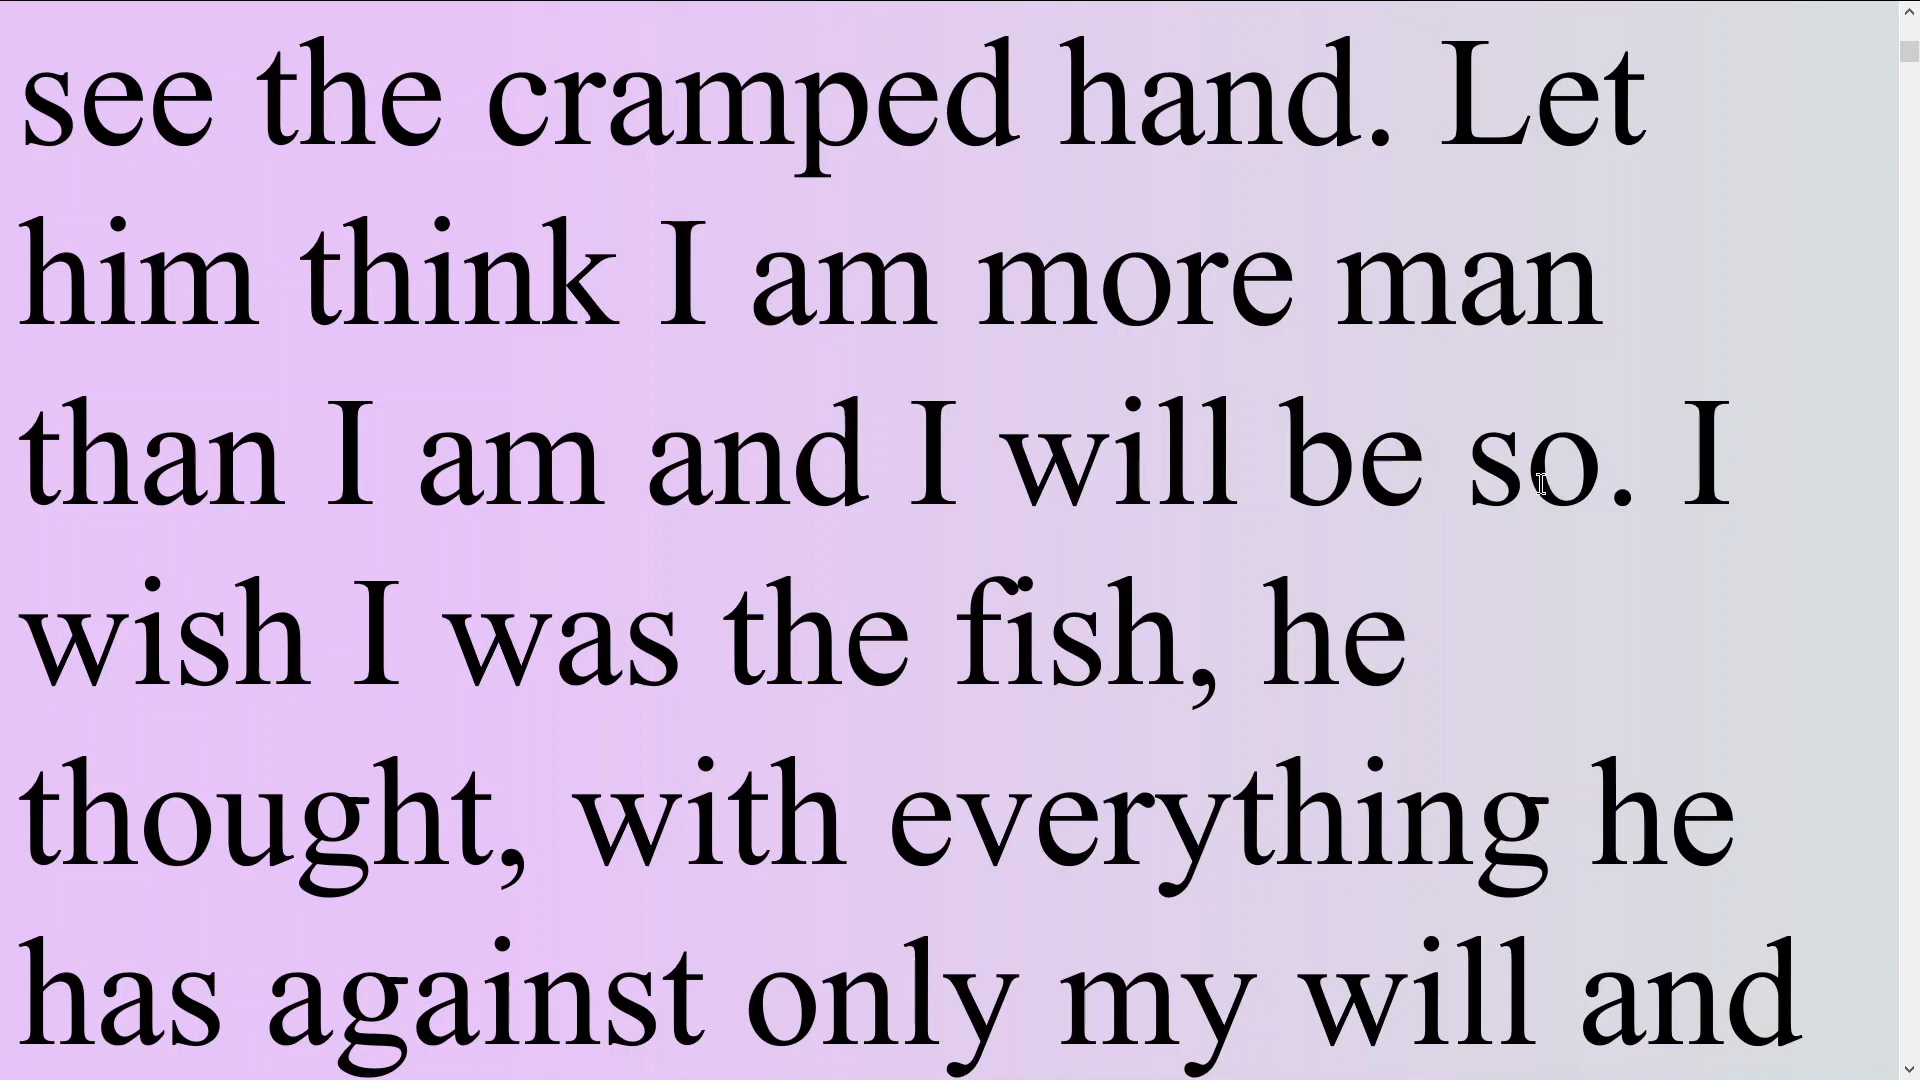 see the cramped hand. Let
him think I am more man
than I am and I will be so. I
wish I was the fish, he
thought, with everything he
has against only my will and